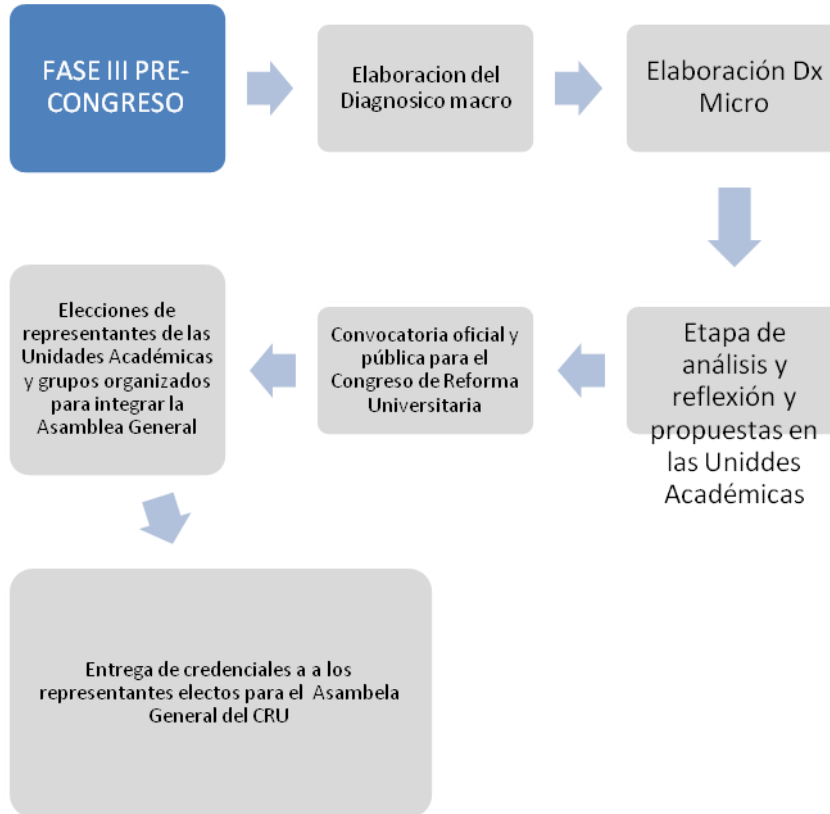 FASE III PRE-
CONGRESO
Elaboracion del
Diagnosico macro
Elaboración Dx
Micro
Etapa de
análisis y
reflexión y
propuestas en
las Uniddes
Académicas
Convocatoria oficial y
pública para el
Congreso de Reforma
Universitaria
Elecciones de
representantes de las
Unidades Académicas
y grupos organizados
para integrar la
Asamblea General
Entrega de credenciales a a los
representantes electos para el Asambela
General del CRU